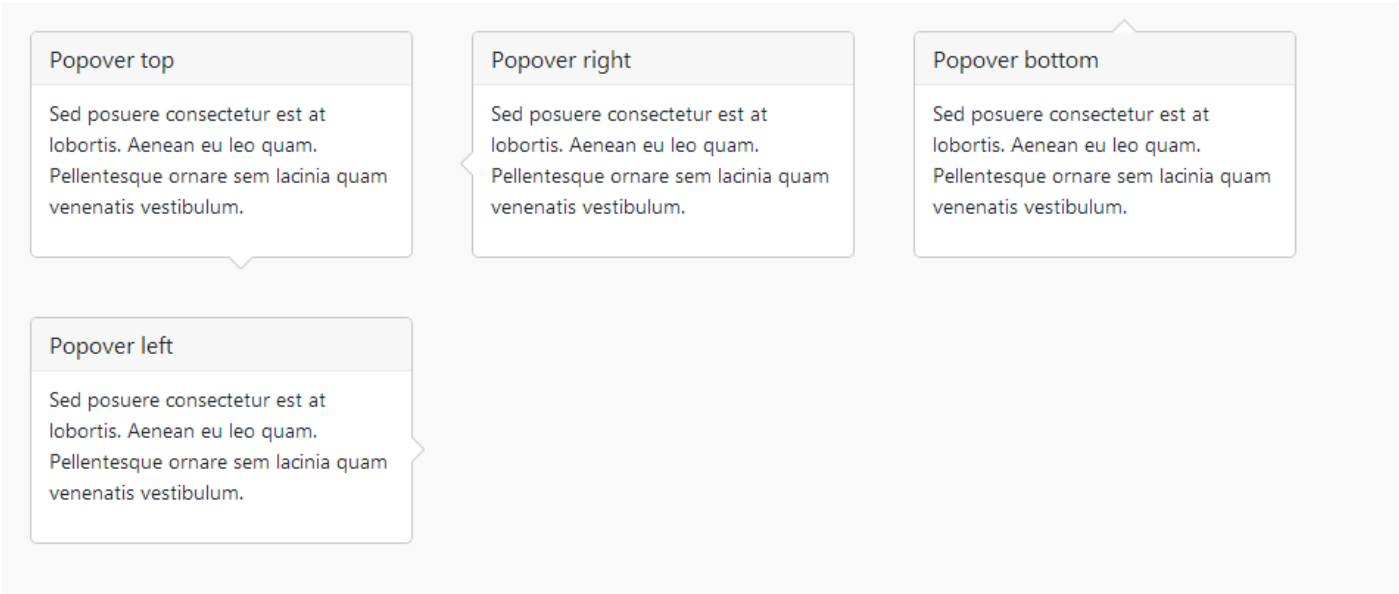 Popover top
Sed posuere consectetur est at
lobortis. Aenean eu leo quam.
Pellentesque ornare sem lacinia quam
venenatis vestibulum.
Popover right
Sed posuere consectetur est at
lobortis. Aenean eu leo quam.
Pellentesque ornare sem lacinia quam
venenatis vestibulum.
Popover bottom
Sed posuere consectetur est at
lobortis. Aenean eu leo quam.
Pellentesque ornare sem lacinia quam
venenatis vestibulum.
Popover left
Sed posuere consectetur est at
lobortis. Aenean eu leo quam.
Pellentesque ornare sem lacinia quam
venenatis vestibulum.